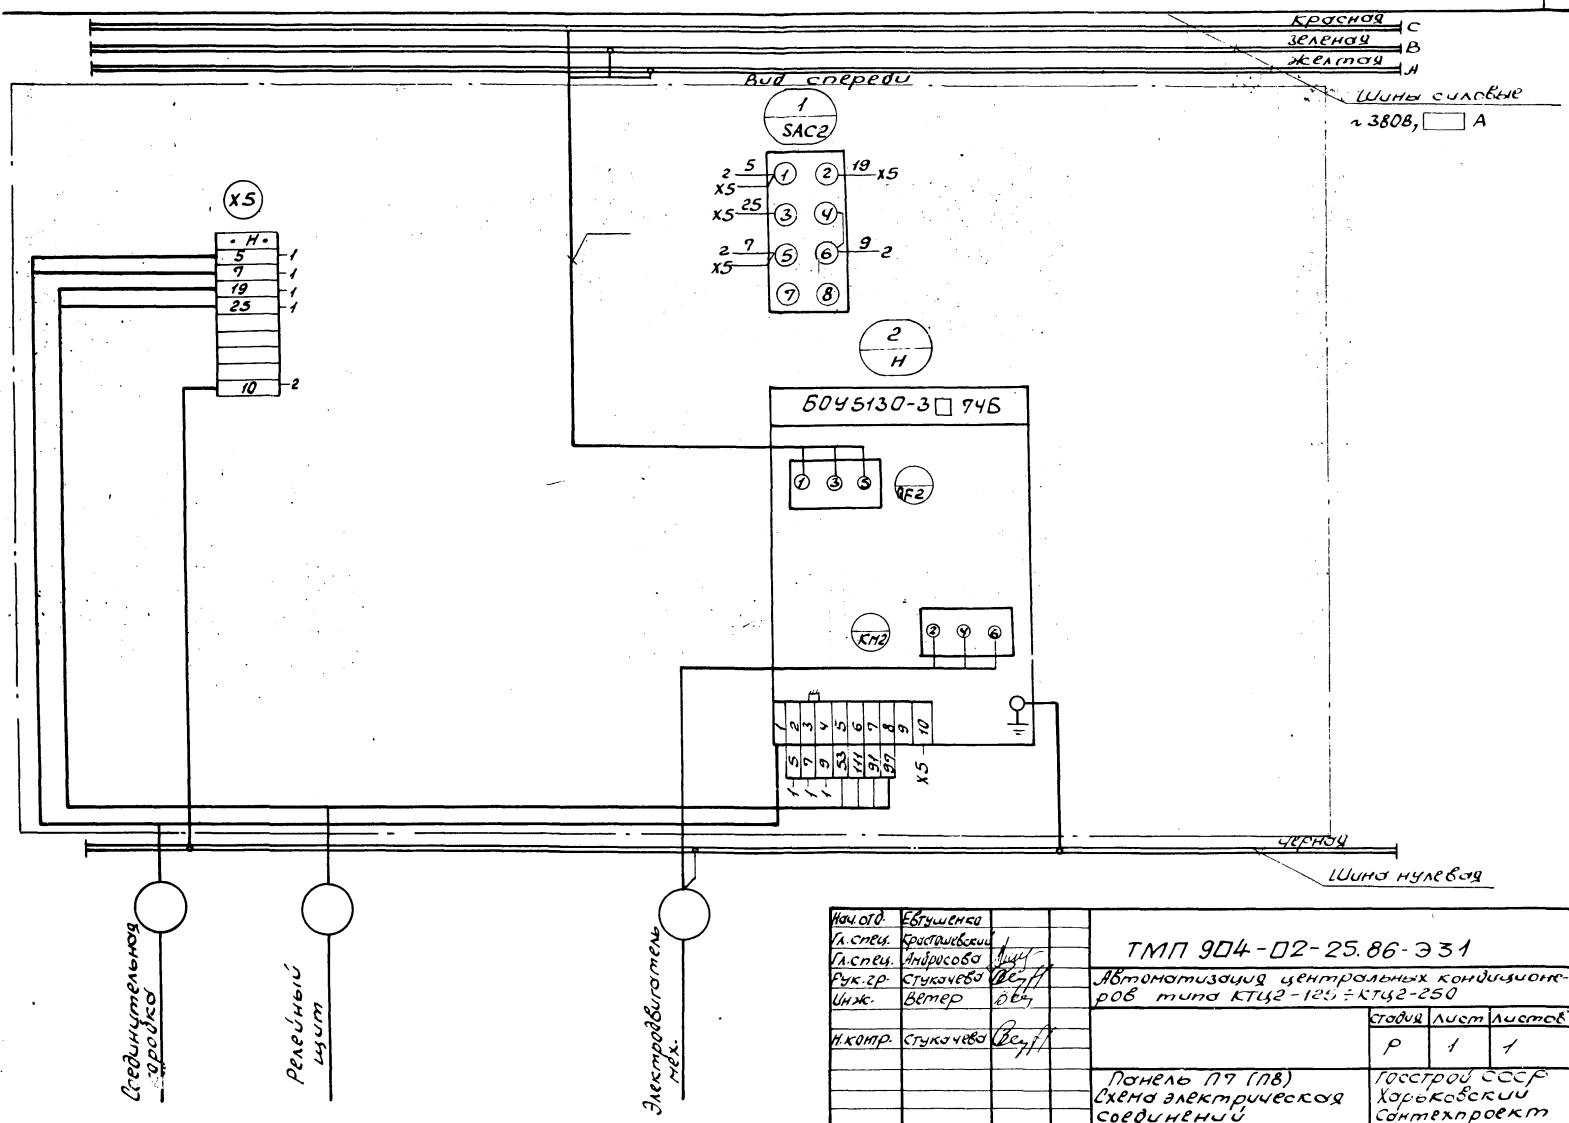 красная C
зеленая B
желтая A
Вид спереди
Шины силовые
~ 380В, А
1
SAC2
2 5 1 2 19 X5
X5
X5 25 3 4
2 7 5 6 9 2
X5
7 8
X5
Н
5 1
7 1
19 1
25 1
10 2
2
Н
БОУ5130-3 74Б
1 3 5
QF2
КМ2
2 4 6
1 2 3 4 5 6 7 8 9 10
5 7 9 53 111 91 97
1 1 1
X5
черная
Шина нулевая
Соединительная
коробка
Релейный
щит
Электродвигатель
мех.
Нач.отд. Евтушенко
Гл.спец.
Гл.спец. Амбросова
Рук.гр. Стукачева
Инж. Ветер
Н.контр. Стукачева
ТМП 904-02-25.86-ЭЗ1
Автоматизация центральных кондиционе-
ров типа КТЦ2-125÷КТЦ2-250
стадия лист листов
Р 1 1
Панель П7 (П8)
Схема электрическая
соединений
Госстрой СССР
Харьковский
Сантехпроект